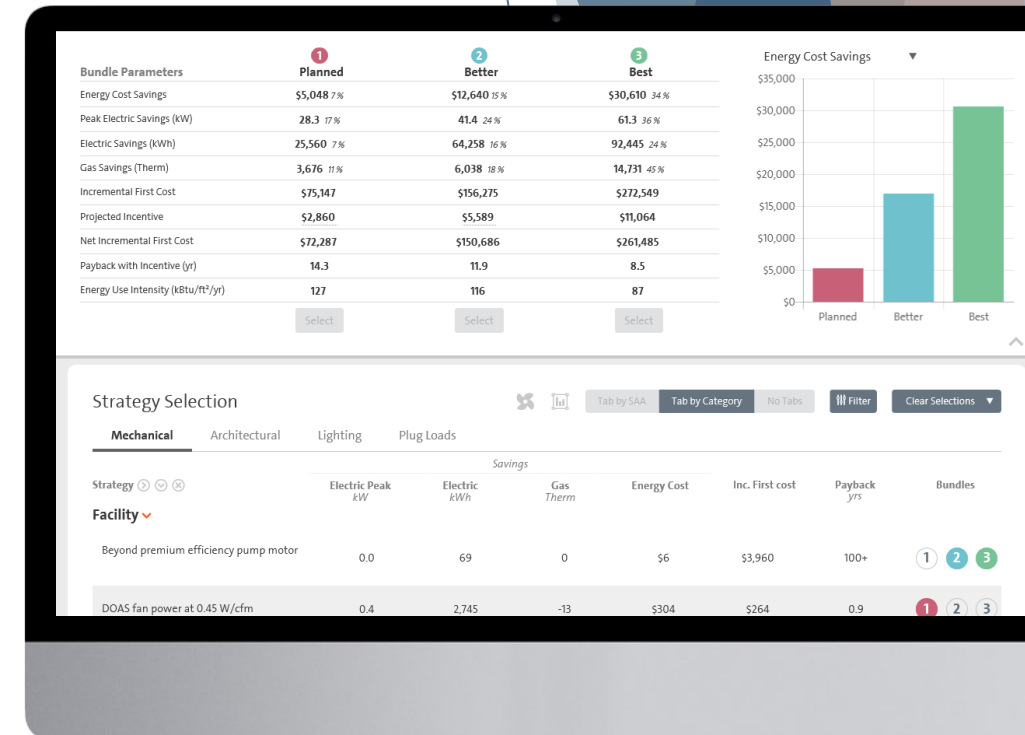 1 2 3
Bundle Parameters Planned Better Best
Energy Cost Savings $5,048 7% $12,640 15% $30,610 34%
Peak Electric Savings (kW) 28.3 17% 41.4 24% 61.3 36%
Electric Savings (kWh) 25,560 7% 64,258 16% 92,445 24%
Gas Savings (Therm) 3,676 11% 6,038 18% 14,731 45%
Incremental First Cost $75,147 $156,275 $272,549
Projected Incentive $2,860 $5,589 $11,064
Net Incremental First Cost $72,287 $150,686 $261,485
Payback with Incentive (yr) 14.3 11.9 8.5
Energy Use Intensity (kBtu/ft²/yr) 127 116 87
Select Select Select
Energy Cost Savings ▼
$35,000
$30,000
$25,000
$20,000
$15,000
$10,000
$5,000
$0
Planned Better Best
Strategy Selection Tab by SAA Tab by Category No Tabs Filter Clear Selections ▼
Mechanical Architectural Lighting Plug Loads
Savings
Strategy Electric Peak Electric Gas Energy Cost Inc. First cost Payback Bundles
kW kWh Therm yrs
Facility
Beyond premium efficiency pump motor 0.0 69 0 $6 $3,960 100+ 1 2 3
DOAS fan power at 0.45 W/cfm 0.4 2,745 -13 $304 $264 0.9 1 2 3